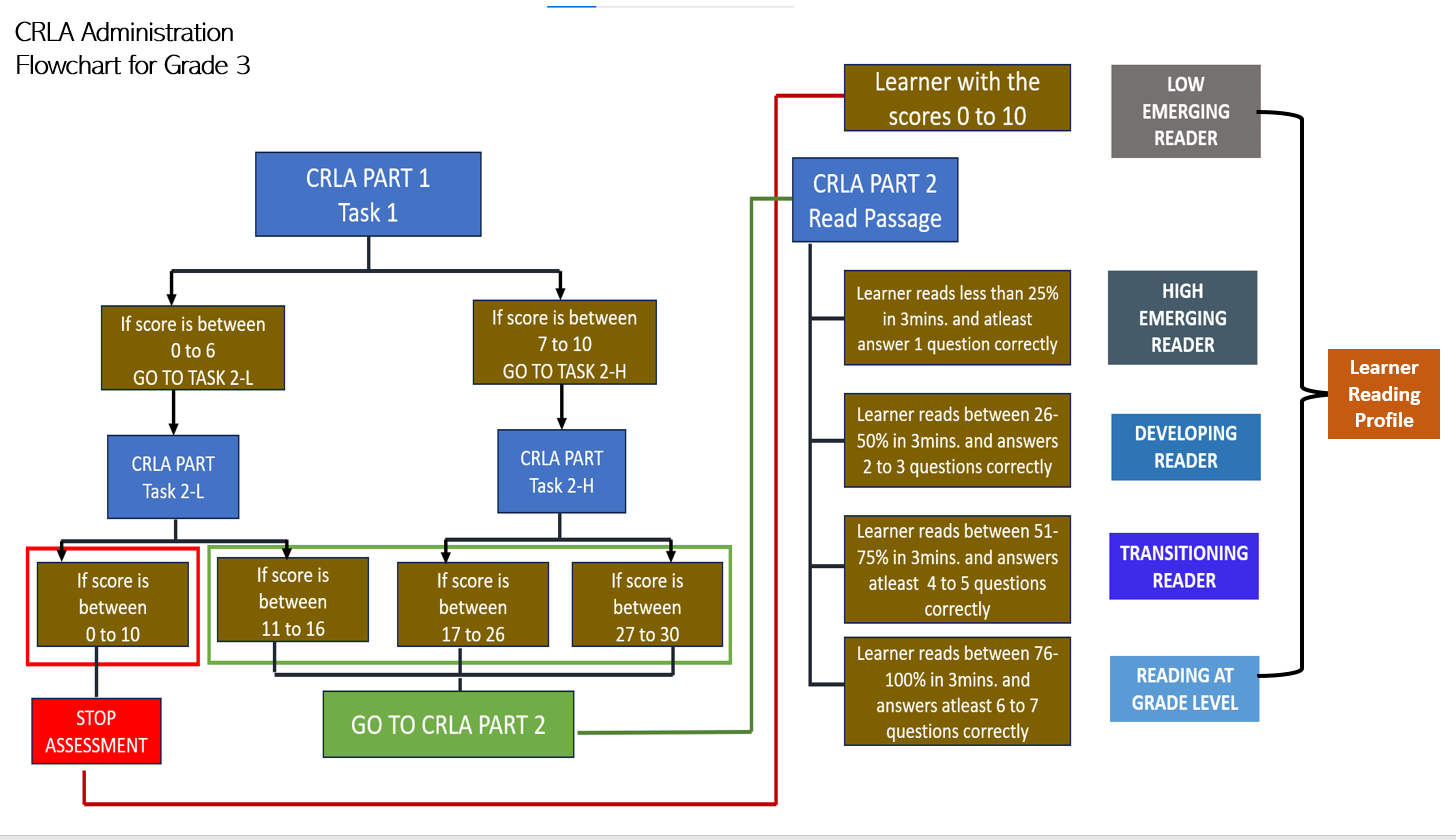 CRLA Administration
Flowchart for Grade 3
CRLA PART 1
Task 1
If score is between
0 to 6
GO TO TASK 2-L
If score is between
7 to 10
GO TO TASK 2-H
CRLA PART
Task 2-L
CRLA PART
Task 2-H
If score is
between
0 to 10
If score is
between
11 to 16
If score is
between
17 to 26
If score is
between
27 to 30
STOP
ASSESSMENT
GO TO CRLA PART 2
Learner with the
scores 0 to 10
LOW
EMERGING
READER
CRLA PART 2
Read Passage
Learner reads less than 25%
in 3mins. and atleast
answer 1 question correctly
HIGH
EMERGING
READER
Learner reads between 26-
50% in 3mins. and answers
2 to 3 questions correctly
DEVELOPING
READER
Learner reads between 51-
75% in 3mins. and answers
atleast 4 to 5 questions
correctly
TRANSITIONING
READER
Learner reads between 76-
100% in 3mins. and
answers atleast 6 to 7
questions correctly
READING AT
GRADE LEVEL
Learner
Reading
Profile